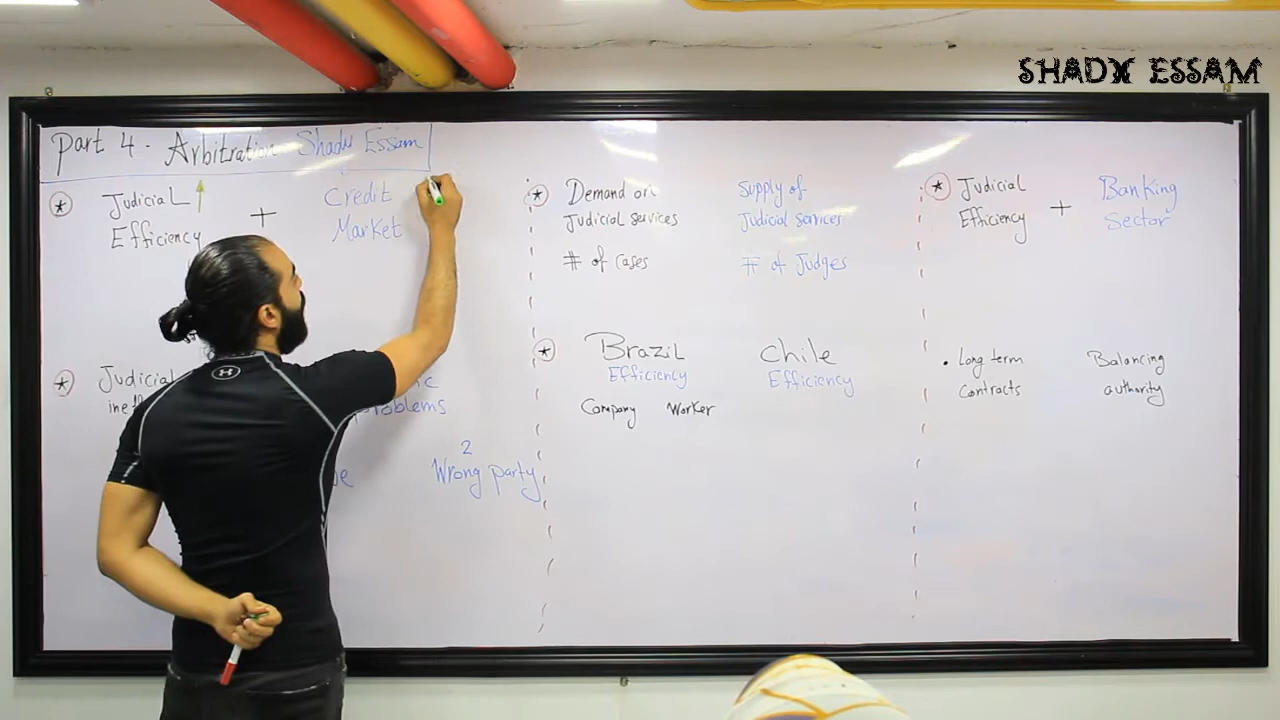 SHADY ESSAM
Part 4 - Arbitration Shady Essam
Judicial
Efficiency
+
Credit
Market
Judicial
problems
2
Wrong party
Demand on
Judicial services
# of cases
Supply of
Judicial services
# of Judges
Brazil
Efficiency
Company Worker
Chile
Efficiency
Judicial
Efficiency
+
Banking
Sector
Long term
contracts
Balancing
authority